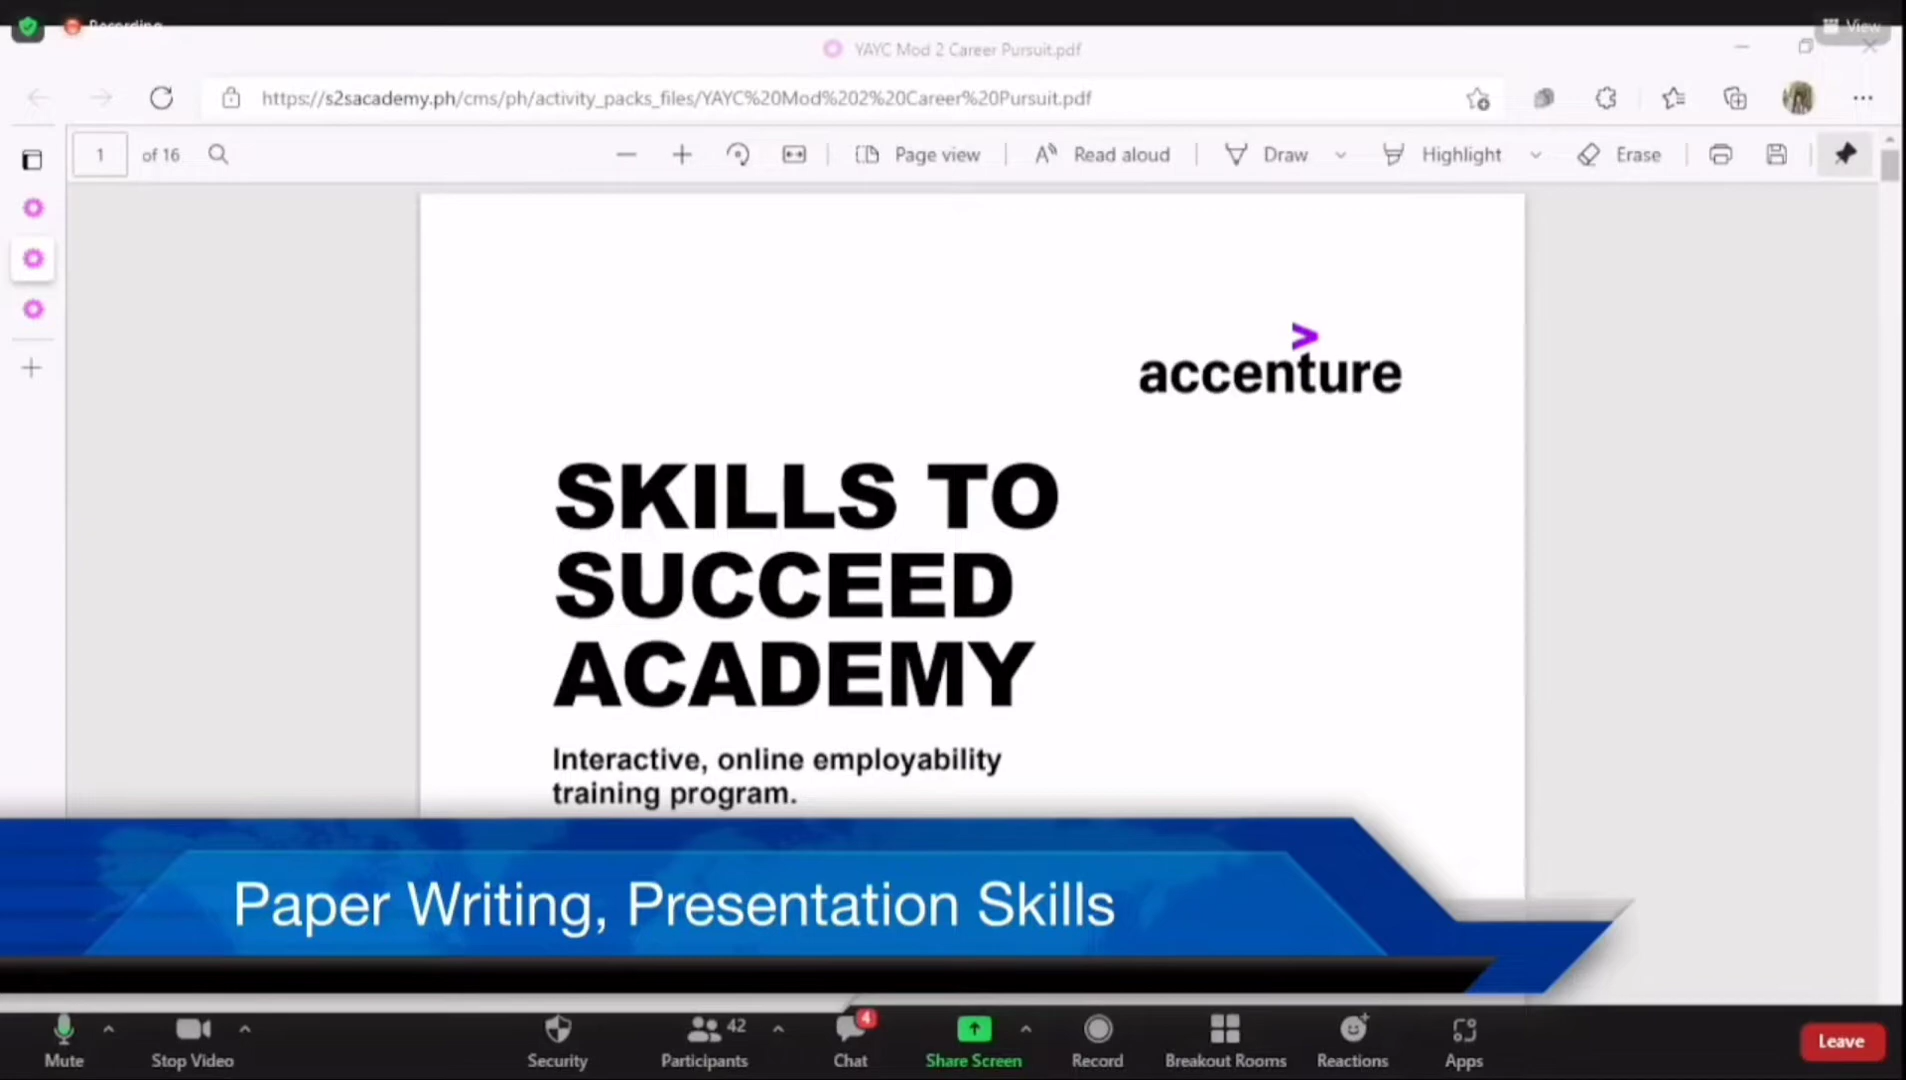 Recording
View
YAYC Mod 2 Career Pursuit.pdf
https://s2sacademy.ph/cms/ph/activity_packs_files/YAYC%20Mod%202%20Career%20Pursuit.pdf
1 of 16 Page view Read aloud Draw Highlight Erase
>
accenture
SKILLS TO
SUCCEED
ACADEMY
Interactive, online employability
training program.
Paper Writing, Presentation Skills
42 4
Mute Stop Video Security Participants Chat Share Screen Record Breakout Rooms Reactions Apps Leave